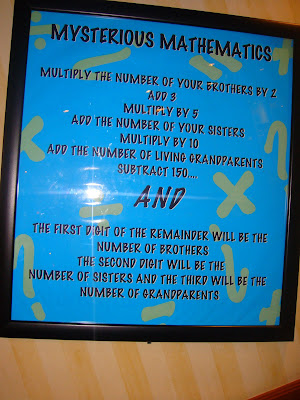 MYSTERIOUS MATHEMATICS
MULTIPLY THE NUMBER OF YOUR BROTHERS BY 2
ADD 3
MULTIPLY BY 5
ADD THE NUMBER OF YOUR SISTERS
MULTIPLY BY 10
ADD THE NUMBER OF LIVING GRANDPARENTS
SUBTRACT 150....
AND
THE FIRST DIGIT OF THE REMAINDER WILL BE THE
NUMBER OF BROTHERS
THE SECOND DIGIT WILL BE THE
NUMBER OF SISTERS AND THE THIRD WILL BE THE
NUMBER OF GRANDPARENTS